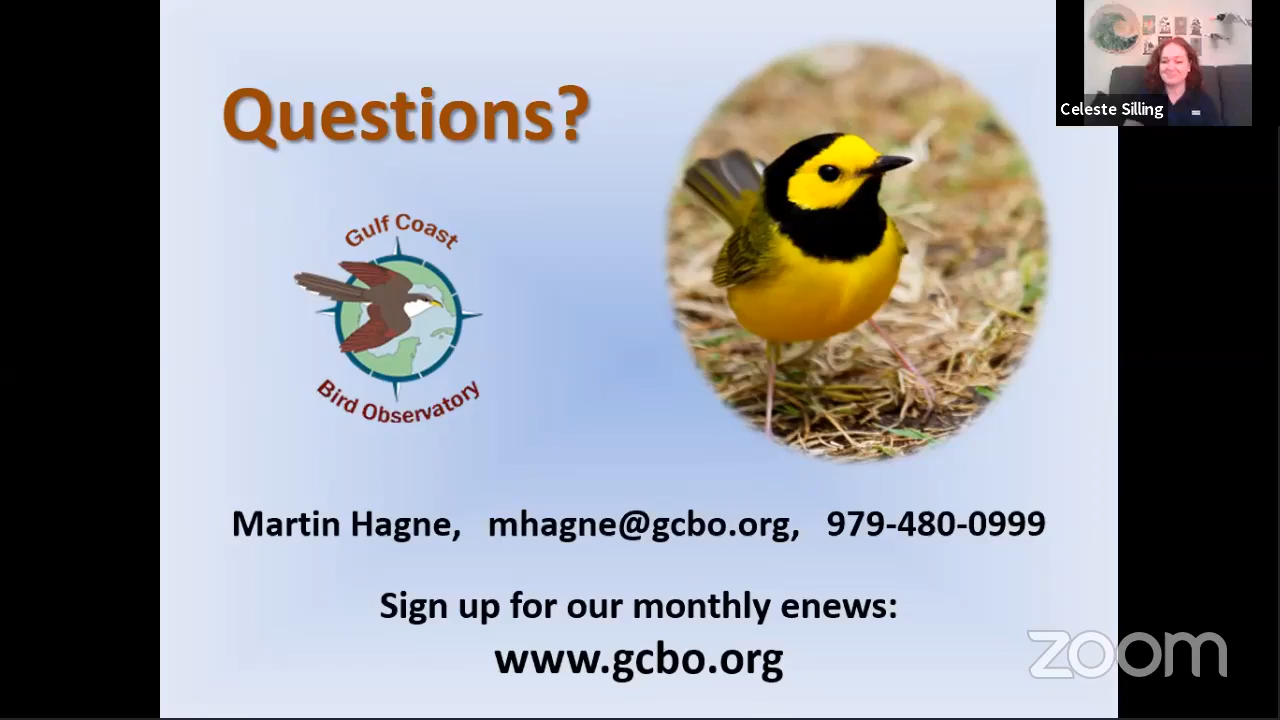 Celeste Silling
Questions?
Gulf Coast
Bird Observatory
Martin Hagne, mhagne@gcbo.org, 979-480-0999
Sign up for our monthly enews:
www.gcbo.org
zoom